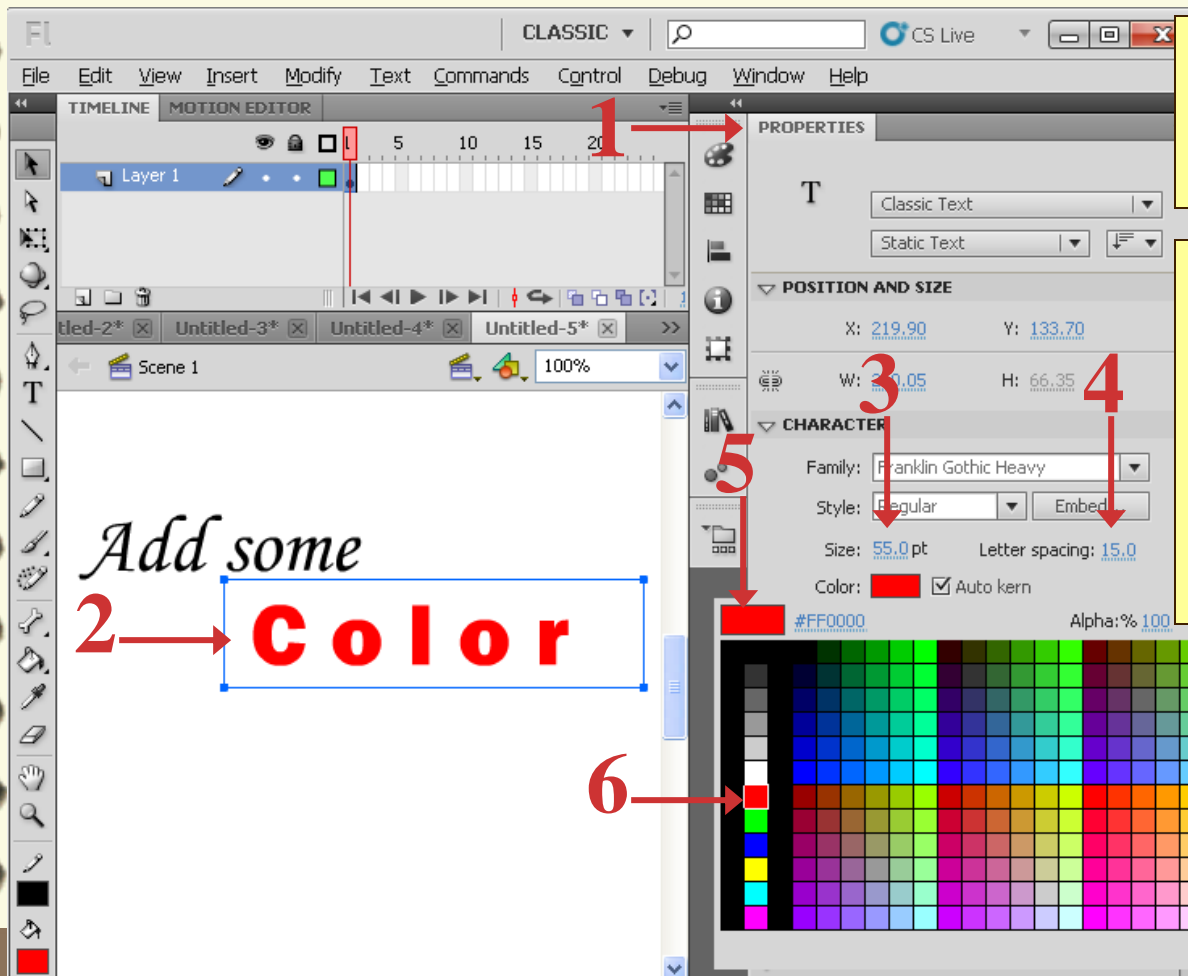 Fl CLASSIC CS Live
File Edit View Insert Modify Text Commands Control Debug Window Help
TIMELINE MOTION EDITOR
1 5 10 15
Layer 1
Untitled-3* Untitled-4* Untitled-5*
Scene 1 100%
Add some
Color
1
2
3
4
5
6
PROPERTIES
T
Classic Text
Static Text
POSITION AND SIZE
X: 219.90 Y: 133.70
W: H: 66.35
CHARACTER
Family: Franklin Gothic Heavy
Style: Regular Embed
Size: 55.0 pt Letter spacing: 15.0
Color: Auto kern
#FF0000 Alpha:% 100
T